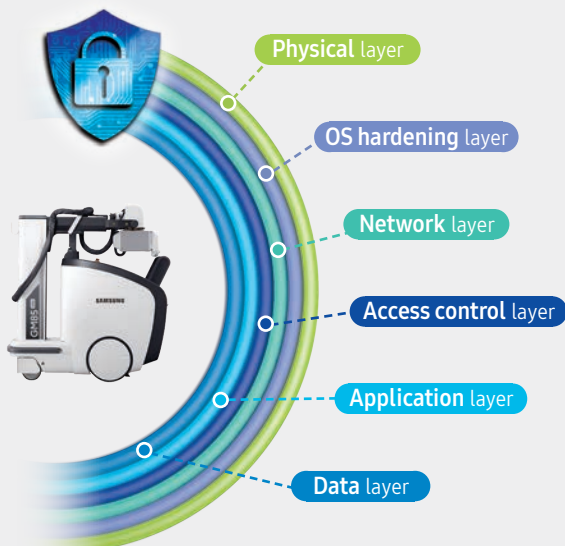 Physical layer
OS hardening layer
Network layer
Access control layer
Application layer
Data layer
SAMSUNG
GM85